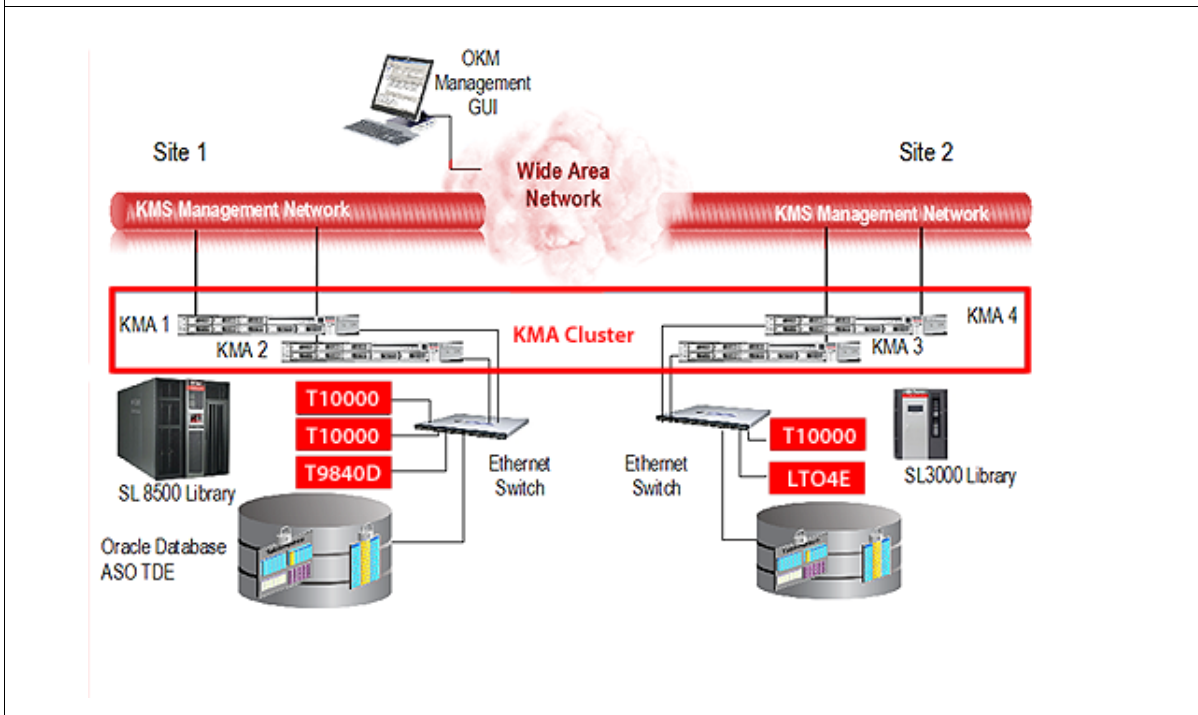 OKM
Management
GUI
Site 1
Site 2
Wide Area
Network
KMS Management Network
KMS Management Network
KMA 1
KMA 2
KMA Cluster
KMA 4
KMA 3
T10000
T10000
T9840D
SL 8500 Library
Ethernet
Switch
Ethernet
Switch
T10000
LTO4E
SL3000 Library
Oracle Database
ASO TDE